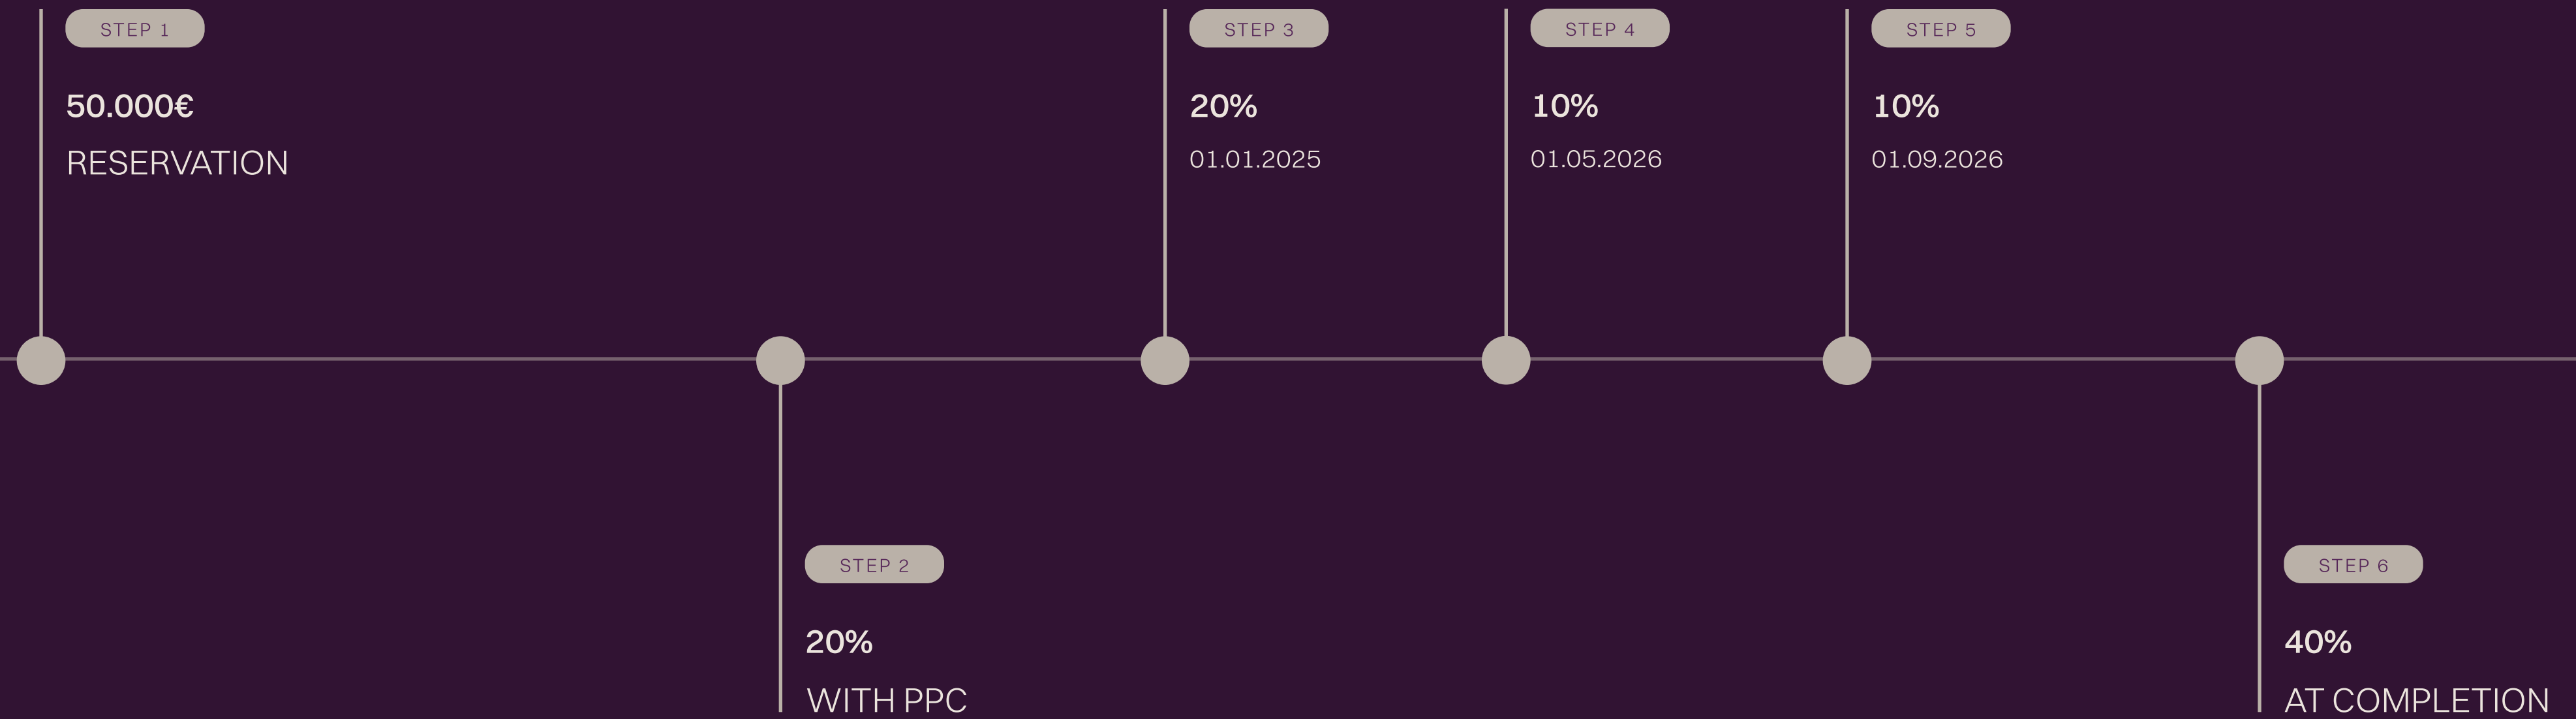 STEP 1
50.000€
RESERVATION
STEP 2
20%
WITH PPC
STEP 3
20%
01.01.2025
STEP 4
10%
01.05.2026
STEP 5
10%
01.09.2026
STEP 6
40%
AT COMPLETION